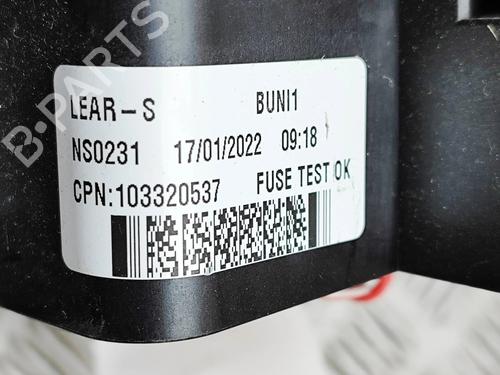 B-PARTS
LEAR-S BUNI1
NS0231 17/01/2022 09:18
CPN:103320537 FUSE TEST OK